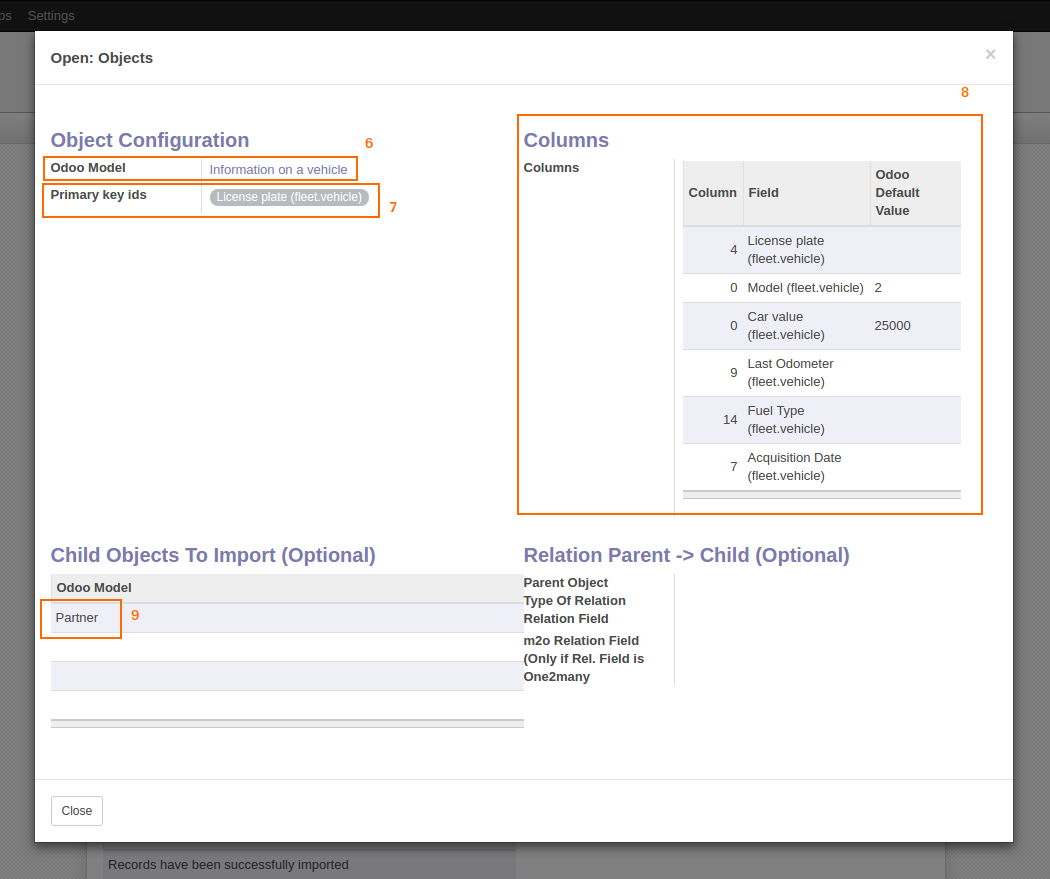 ps Settings
Open: Objects ×
8
Object Configuration
6
Odoo Model Information on a vehicle
Primary key ids License plate (fleet.vehicle)
7
Columns
Columns
Column Field Odoo Default Value
4 License plate (fleet.vehicle)
0 Model (fleet.vehicle) 2
0 Car value (fleet.vehicle) 25000
9 Last Odometer (fleet.vehicle)
14 Fuel Type (fleet.vehicle)
7 Acquisition Date (fleet.vehicle)
Child Objects To Import (Optional)
Odoo Model
Partner
9
Relation Parent -> Child (Optional)
Parent Object
Type Of Relation
Relation Field
m2o Relation Field
(Only if Rel. Field is
One2many
Close
Records have been successfully imported